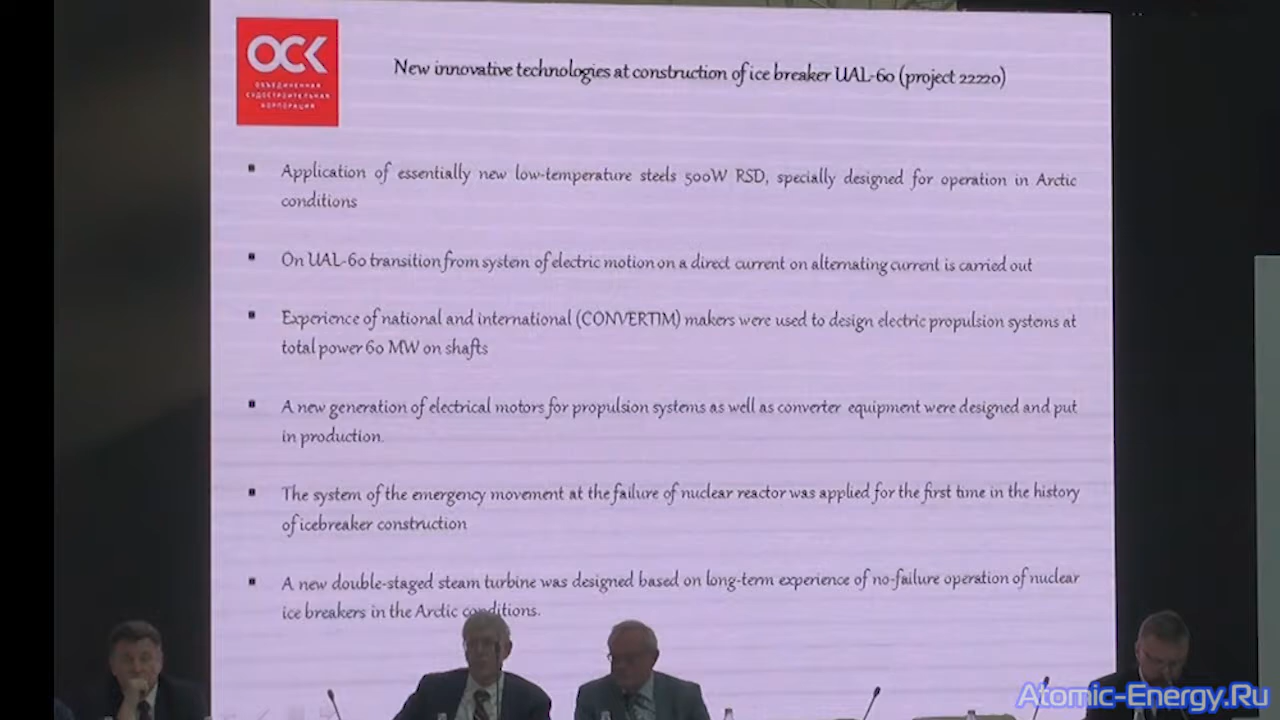 ОСК
ОБЪЕДИНЕННАЯ
СУДОСТРОИТЕЛЬНАЯ
КОРПОРАЦИЯ
New innovative technologies at construction of ice breaker UAL-60 (project 22220)
Application of essentially new low-temperature steels 500W RSD, specially designed for operation in Arctic
conditions
On UAL-60 transition from system of electric motion on a direct current on alternating current is carried out
Experience of national and international (CONVERTIM) makers were used to design electric propulsion systems at
total power 60 MW on shafts
A new generation of electrical motors for propulsion systems as well as converter equipment were designed and put
in production.
The system of the emergency movement at the failure of nuclear reactor was applied for the first time in the history
of icebreaker construction
A new double-staged steam turbine was designed based on long-term experience of no-failure operation of nuclear
ice breakers in the Arctic conditions.
Atomic-Energy.Ru